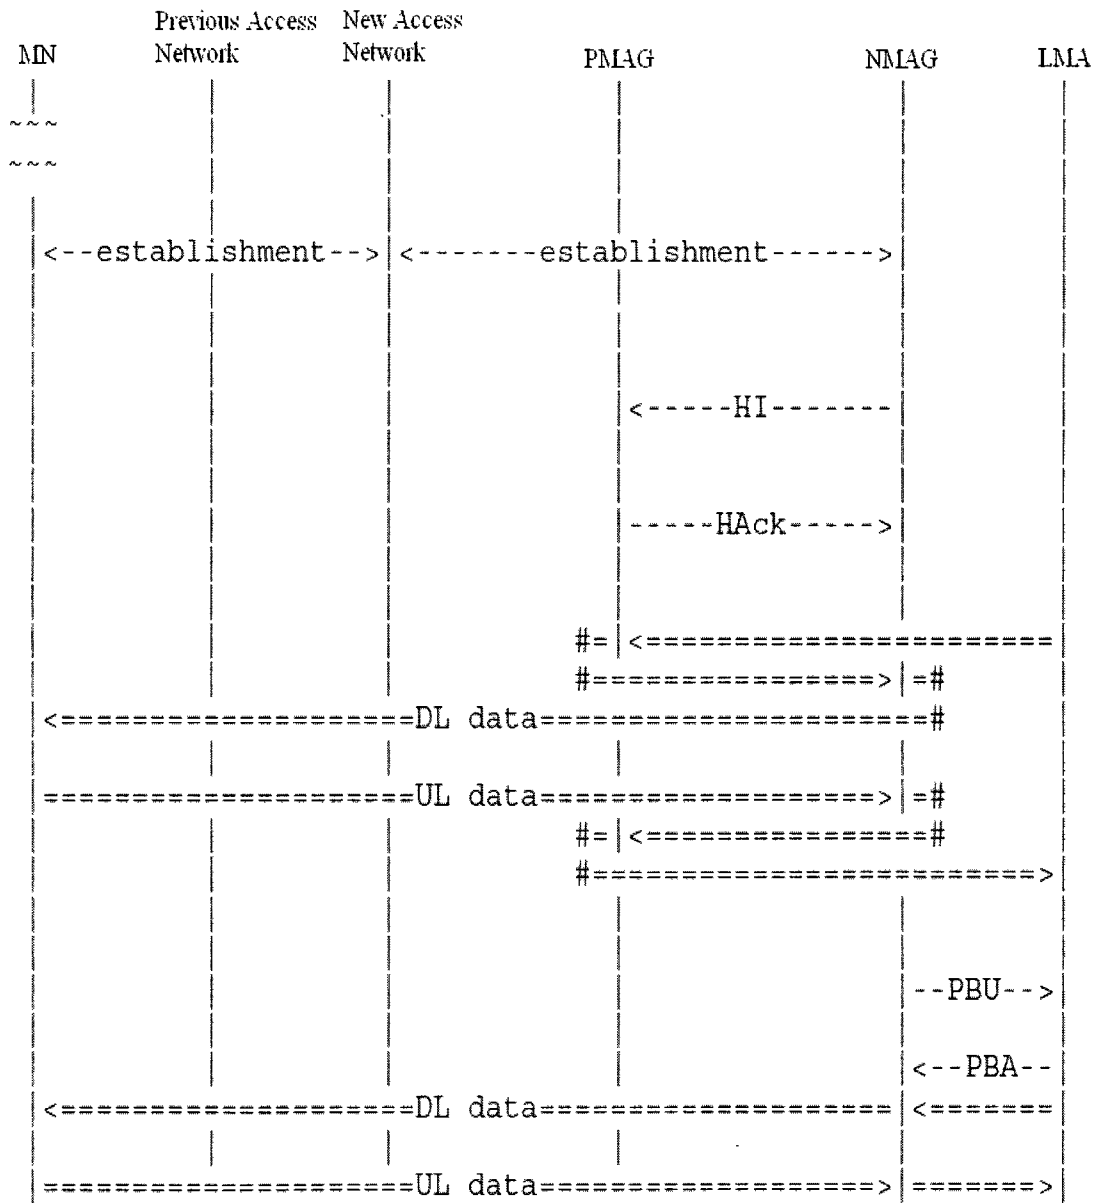 Previous Access Network
New Access Network
MN
PMAG
NMAG
LMA
~~~
~~~
<--establishment-->
<-------establishment------>
<-----HI-------
-----HAck----->
#=|<========================
#================>|=#
<====================DL data======================#
=====================UL data===================>|=#
#=|<================#
#==========================>
--PBU-->
<--PBA--
<====================DL data====================|<=======
=====================UL data===================>|=======>